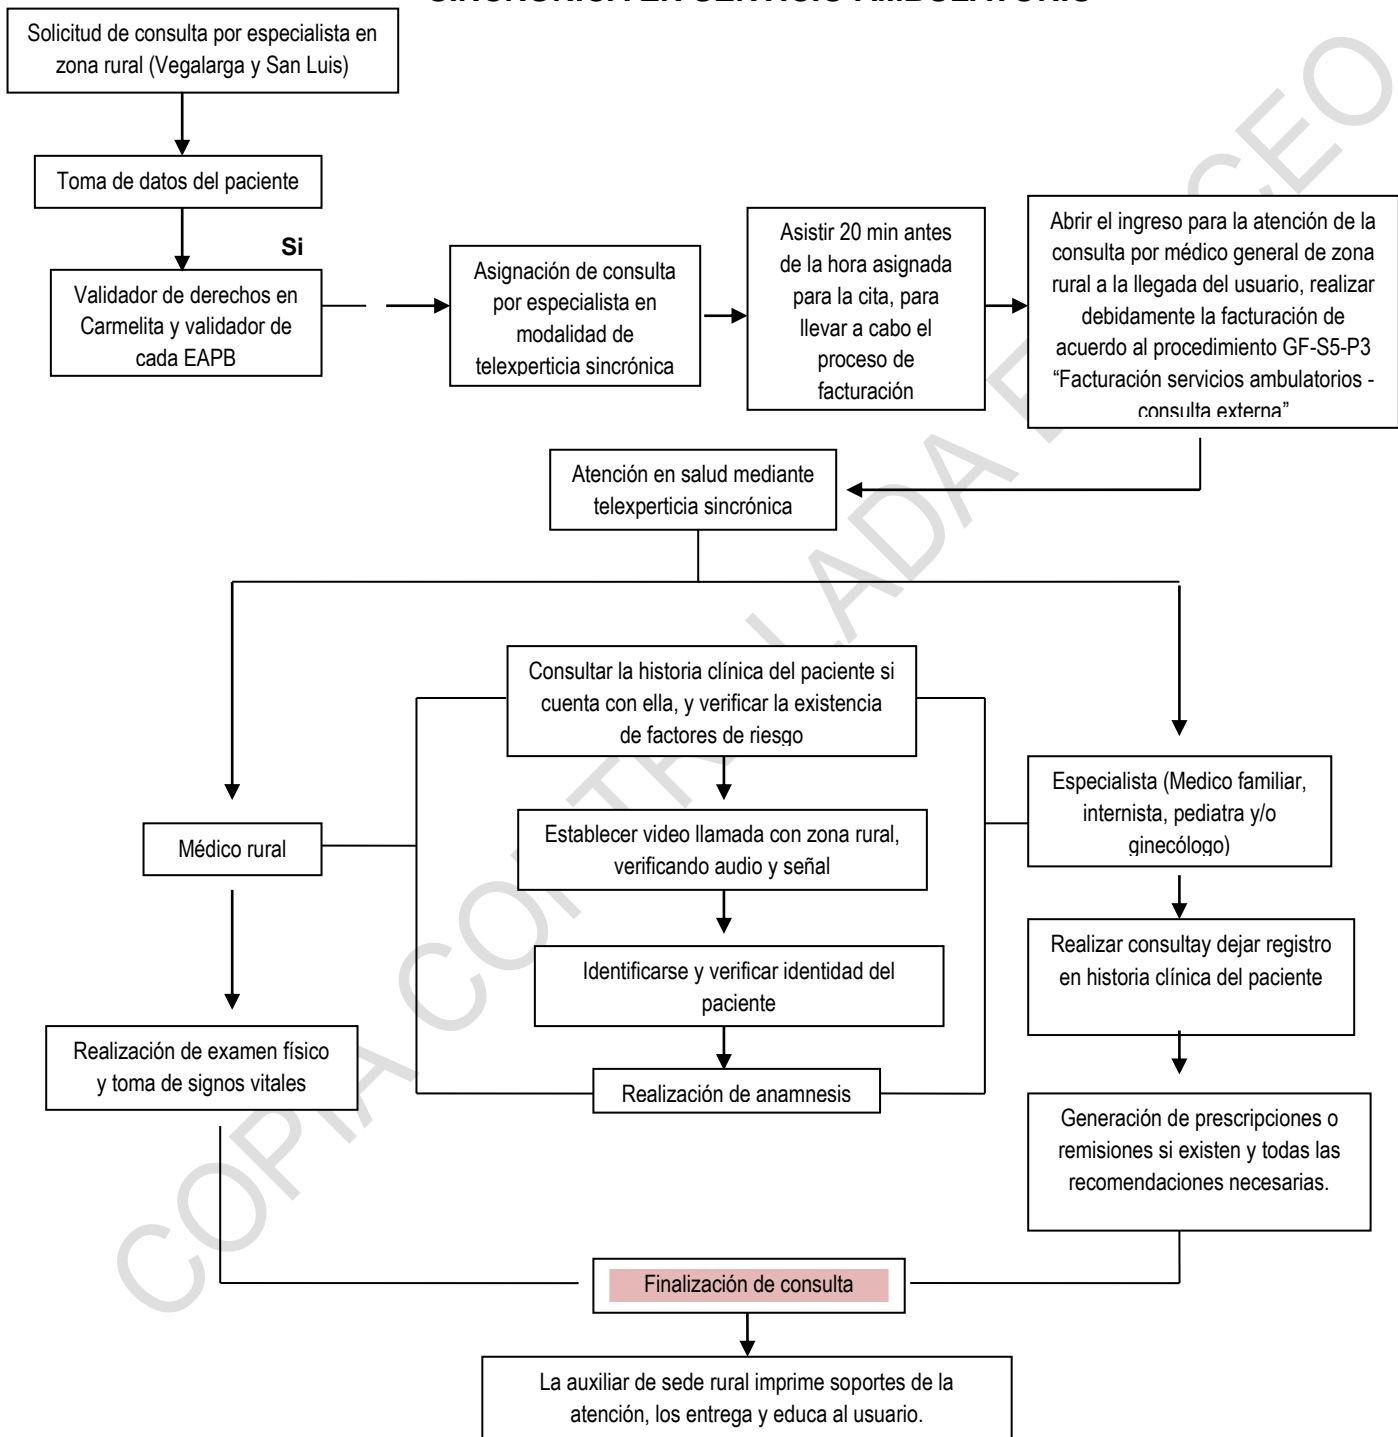 SINCRÓNICA EN SERVICIO AMBULATORIO
Solicitud de consulta por especialista en
zona rural (Vegalarga y San Luis)
Toma de datos del paciente
Si
Validador de derechos en
Carmelita y validador de
cada EAPB
Asignación de consulta
por especialista en
modalidad de
telexperticia sincrónica
Asistir 20 min antes
de la hora asignada
para la cita, para
llevar a cabo el
proceso de
facturación
Abrir el ingreso para la atención de la
consulta por médico general de zona
rural a la llegada del usuario, realizar
debidamente la facturación de
acuerdo al procedimiento GF-S5-P3
“Facturación servicios ambulatorios -
consulta externa”
Atención en salud mediante
telexperticia sincrónica
Consultar la historia clínica del paciente si
cuenta con ella, y verificar la existencia
de factores de riesgo
Establecer video llamada con zona rural,
verificando audio y señal
Identificarse y verificar identidad del
paciente
Realización de anamnesis
Médico rural
Realización de examen físico
y toma de signos vitales
Especialista (Medico familiar,
internista, pediatra y/o
ginecólogo)
Realizar consultay dejar registro
en historia clínica del paciente
Generación de prescripciones o
remisiones si existen y todas las
recomendaciones necesarias.
Finalización de consulta
La auxiliar de sede rural imprime soportes de la
atención, los entrega y educa al usuario.
COPIA CEO